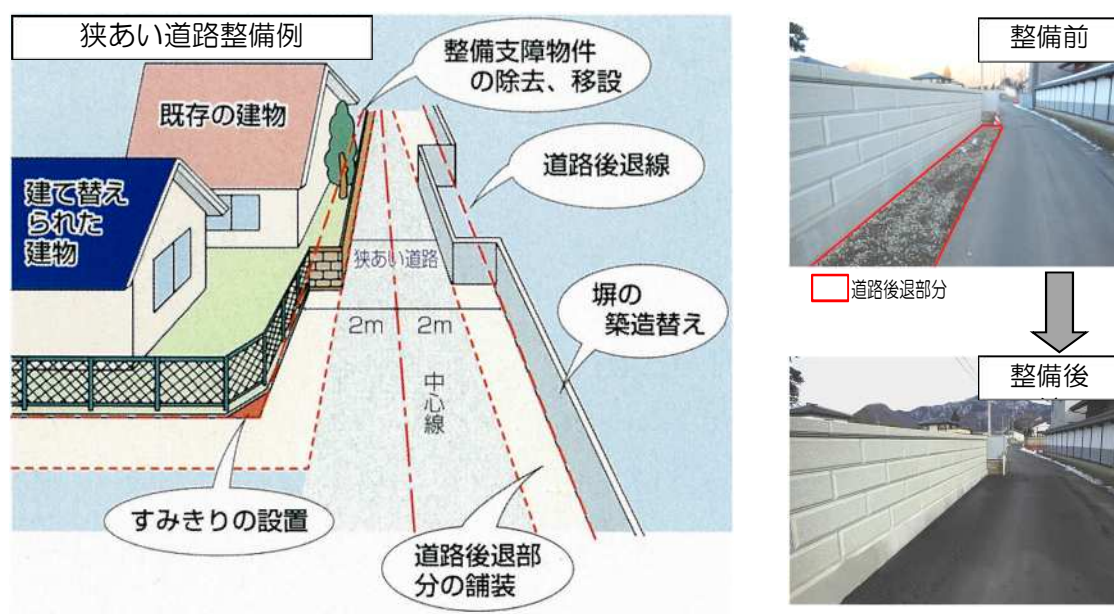 狭あい道路整備例
整備支障物件
の除去、移設
既存の建物
道路後退線
建て替え
られた
建物
狭あい道路
塀の
築造替え
2m
2m
中心線
すみきりの設置
道路後退部
分の舗装
整備前
道路後退部分
整備後